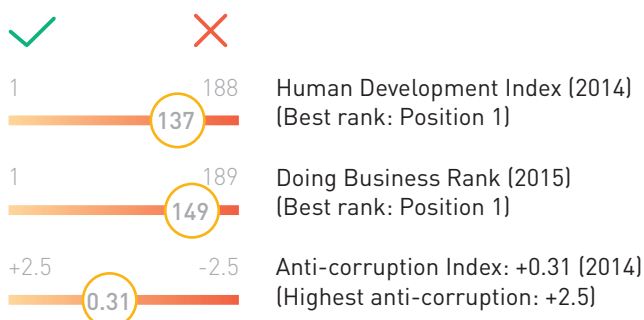 1 188
137
Human Development Index (2014)
(Best rank: Position 1)
1 189
149
Doing Business Rank (2015)
(Best rank: Position 1)
+2.5 -2.5
0.31
Anti-corruption Index: +0.31 (2014)
(Highest anti-corruption: +2.5)